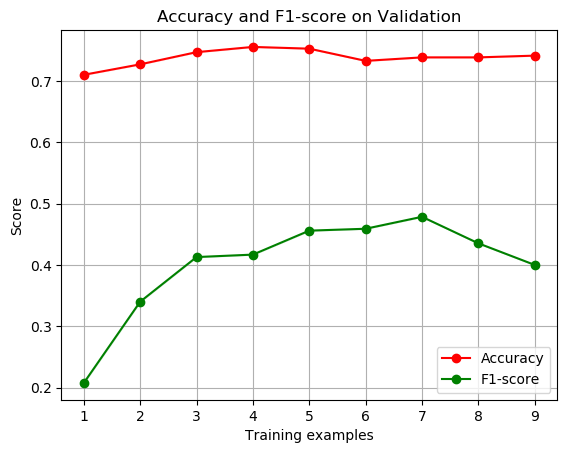 Accuracy and F1-score on Validation
Score
0.7
0.6
0.5
0.4
0.3
0.2
Accuracy
F1-score
1 2 3 4 5 6 7 8 9
Training examples